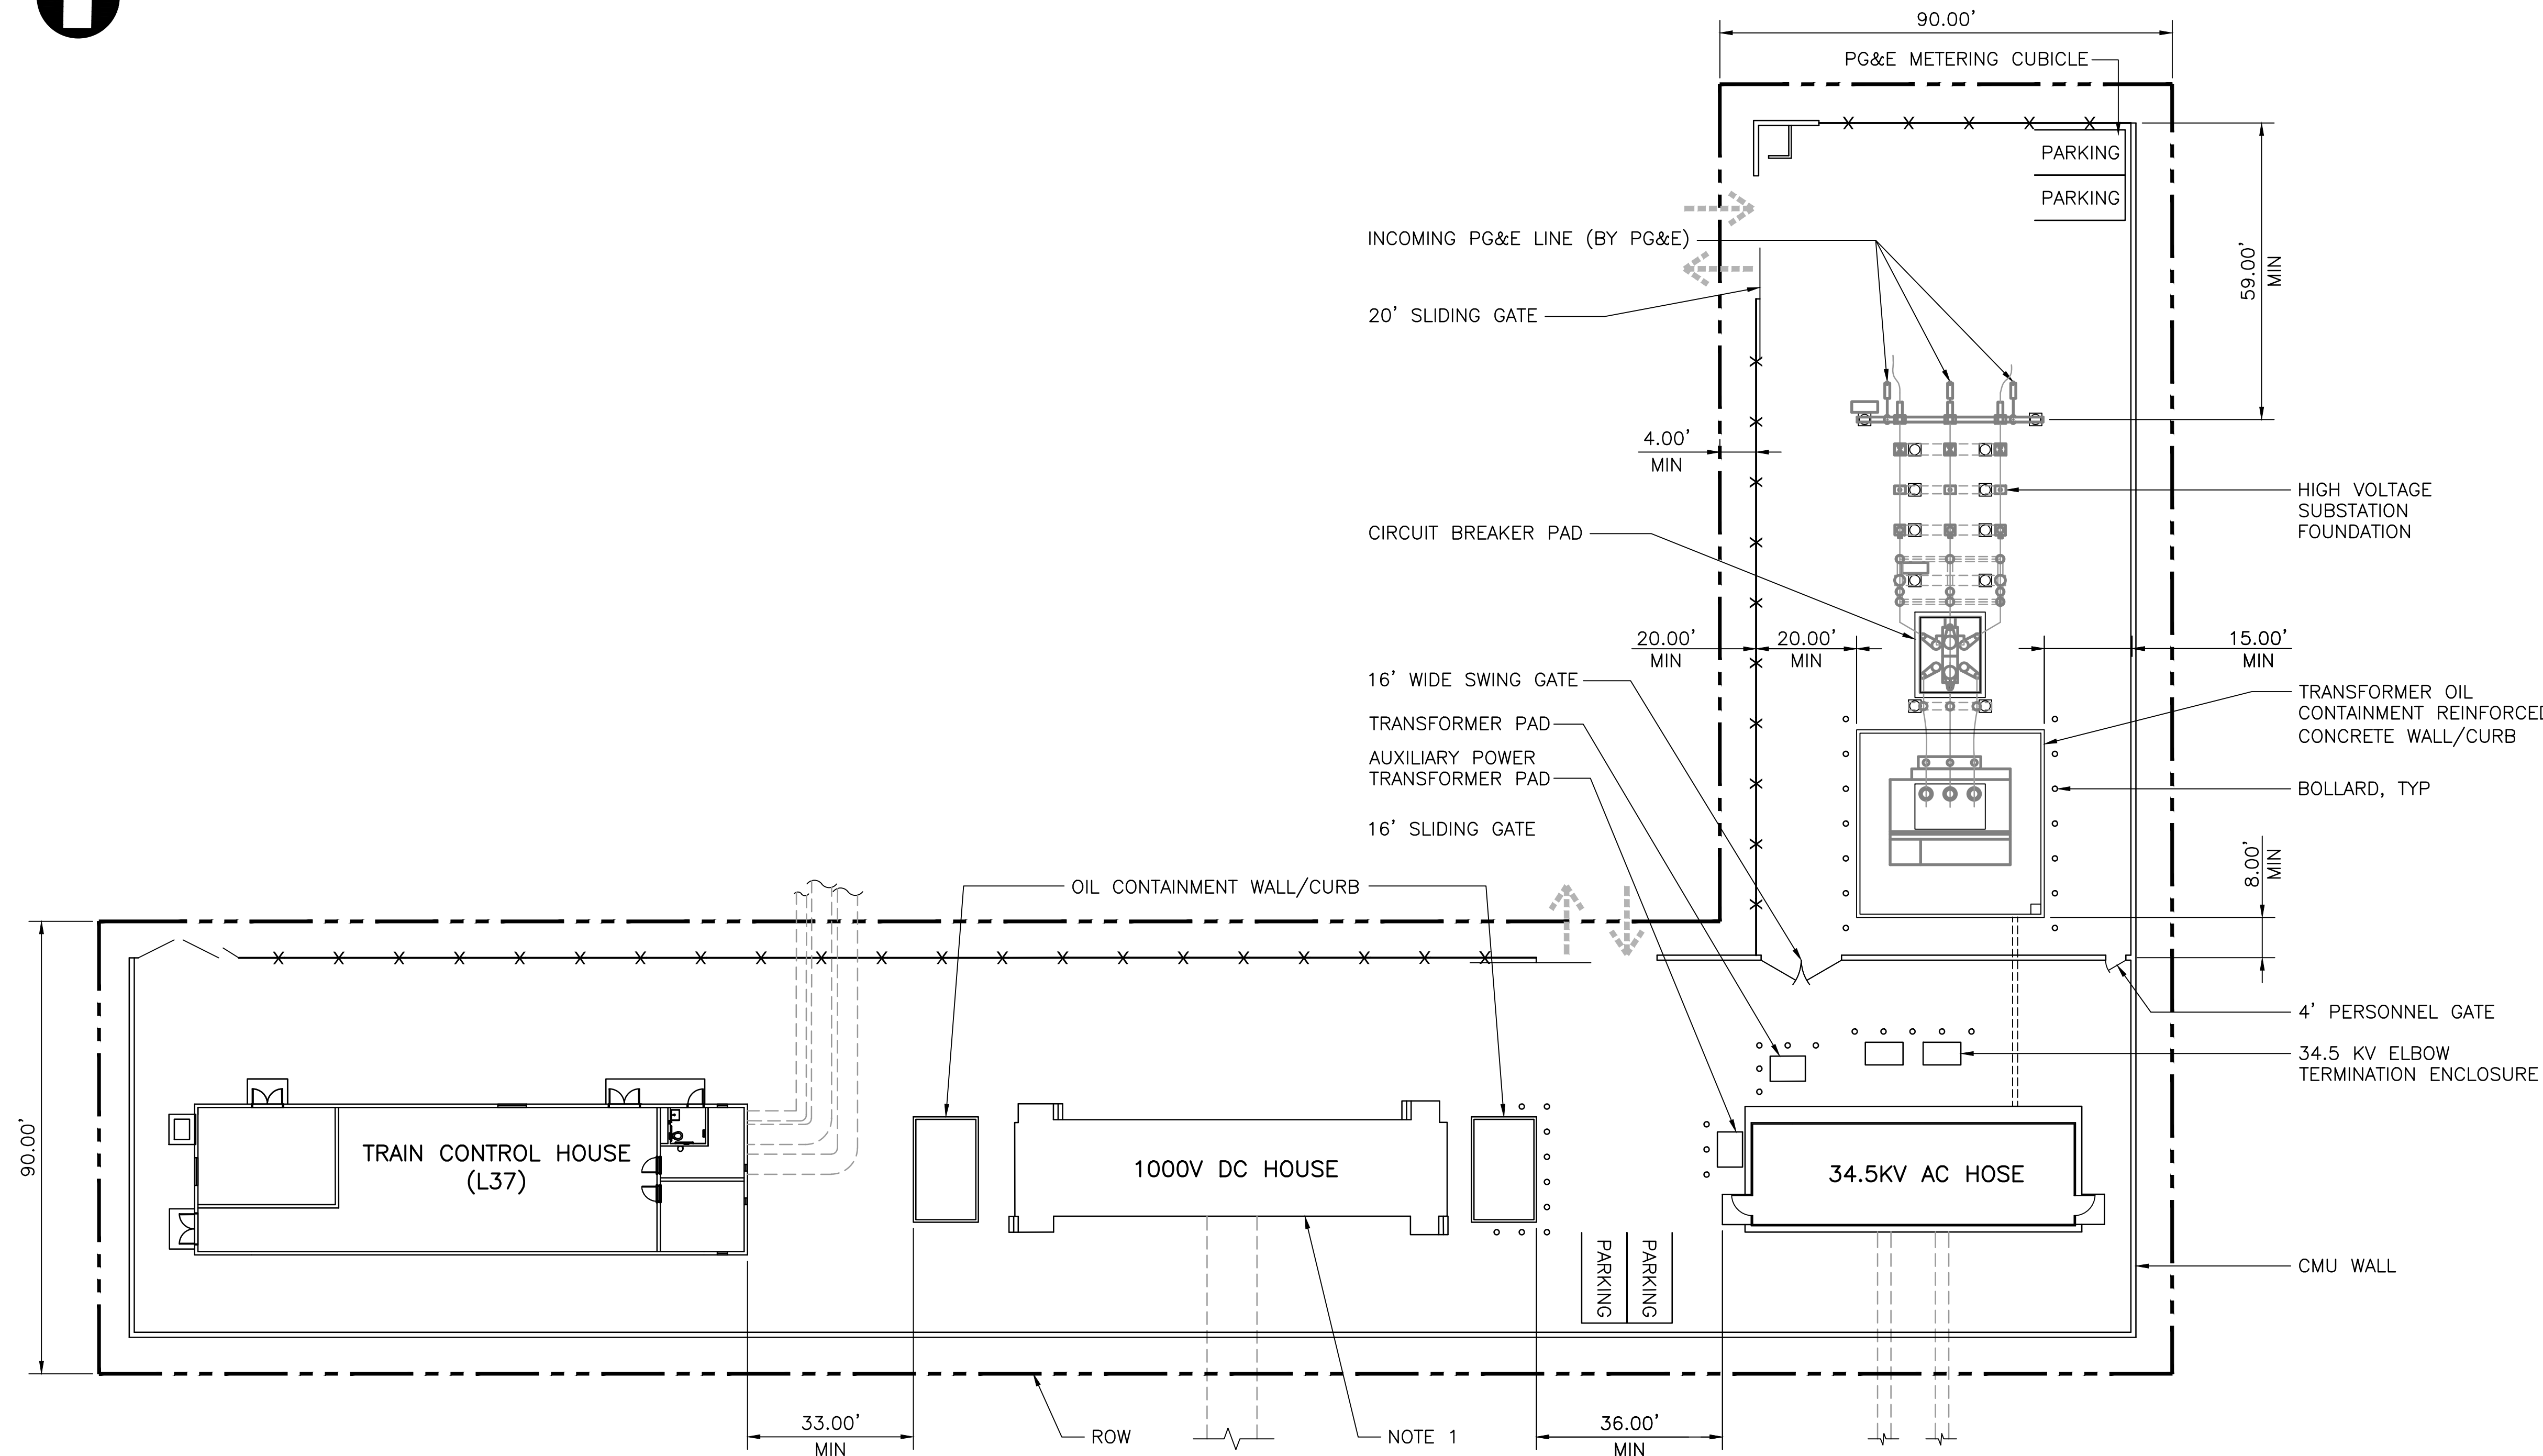 90.00'
PG&E METERING CUBICLE
PARKING
PARKING
INCOMING PG&E LINE (BY PG&E)
59.00'
MIN
20' SLIDING GATE
4.00'
MIN
HIGH VOLTAGE
SUBSTATION
FOUNDATION
CIRCUIT BREAKER PAD
20.00'
MIN
20.00'
MIN
15.00'
MIN
16' WIDE SWING GATE
TRANSFORMER OIL
CONTAINMENT REINFORCED
CONCRETE WALL/CURB
TRANSFORMER PAD
AUXILIARY POWER
TRANSFORMER PAD
BOLLARD, TYP
16' SLIDING GATE
8.00'
MIN
OIL CONTAINMENT WALL/CURB
4' PERSONNEL GATE
34.5 KV ELBOW
TERMINATION ENCLOSURE
90.00'
TRAIN CONTROL HOUSE
(L37)
1000V DC HOUSE
34.5KV AC HOSE
PARKING
PARKING
CMU WALL
33.00'
MIN
ROW
NOTE 1
36.00'
MIN